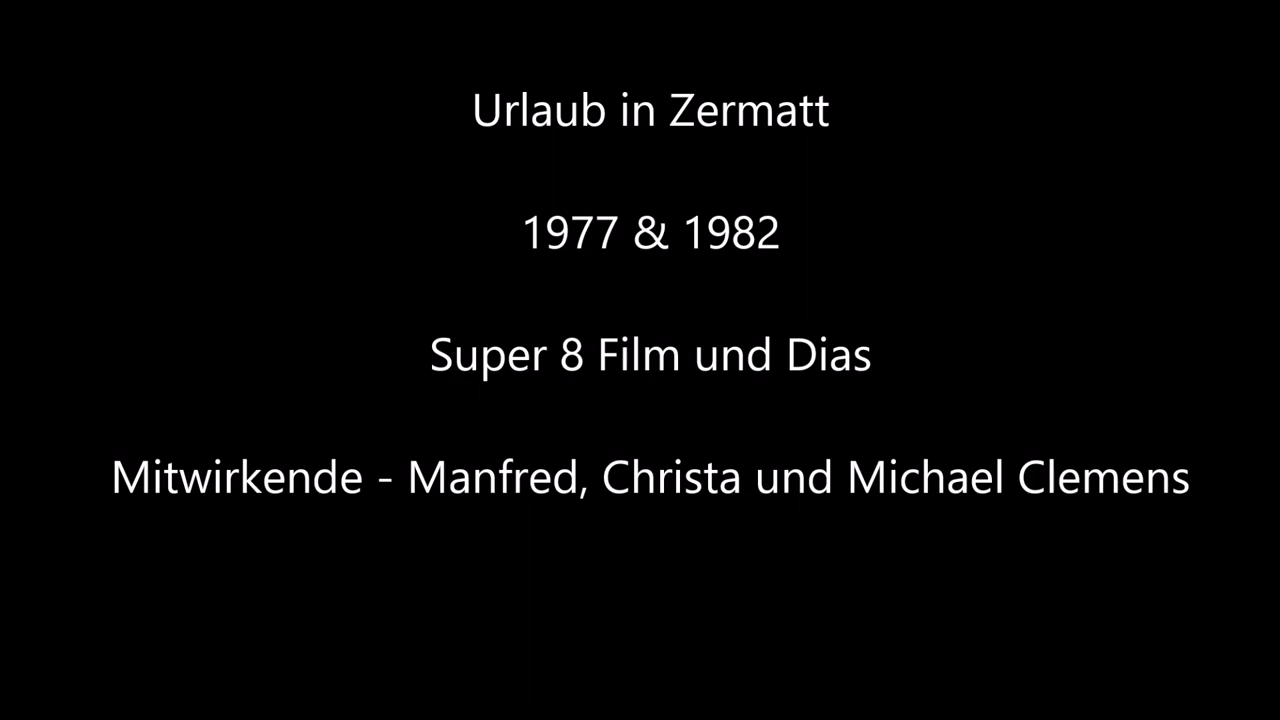 Urlaub in Zermatt
1977 & 1982
Super 8 Film und Dias
Mitwirkende - Manfred, Christa und Michael Clemens